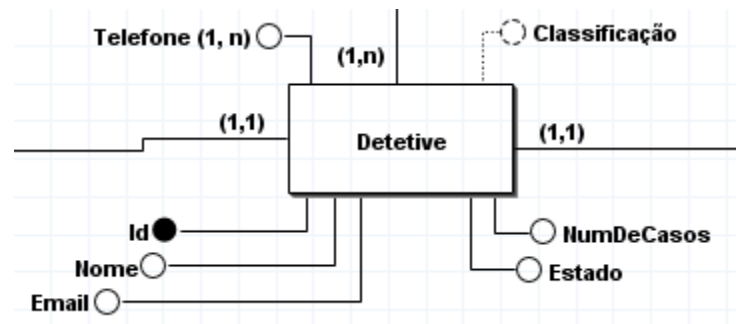 Telefone (1, n)
Classificação
(1,n)
(1,1)
Detetive
(1,1)
Id
NumDeCasos
Nome
Estado
Email